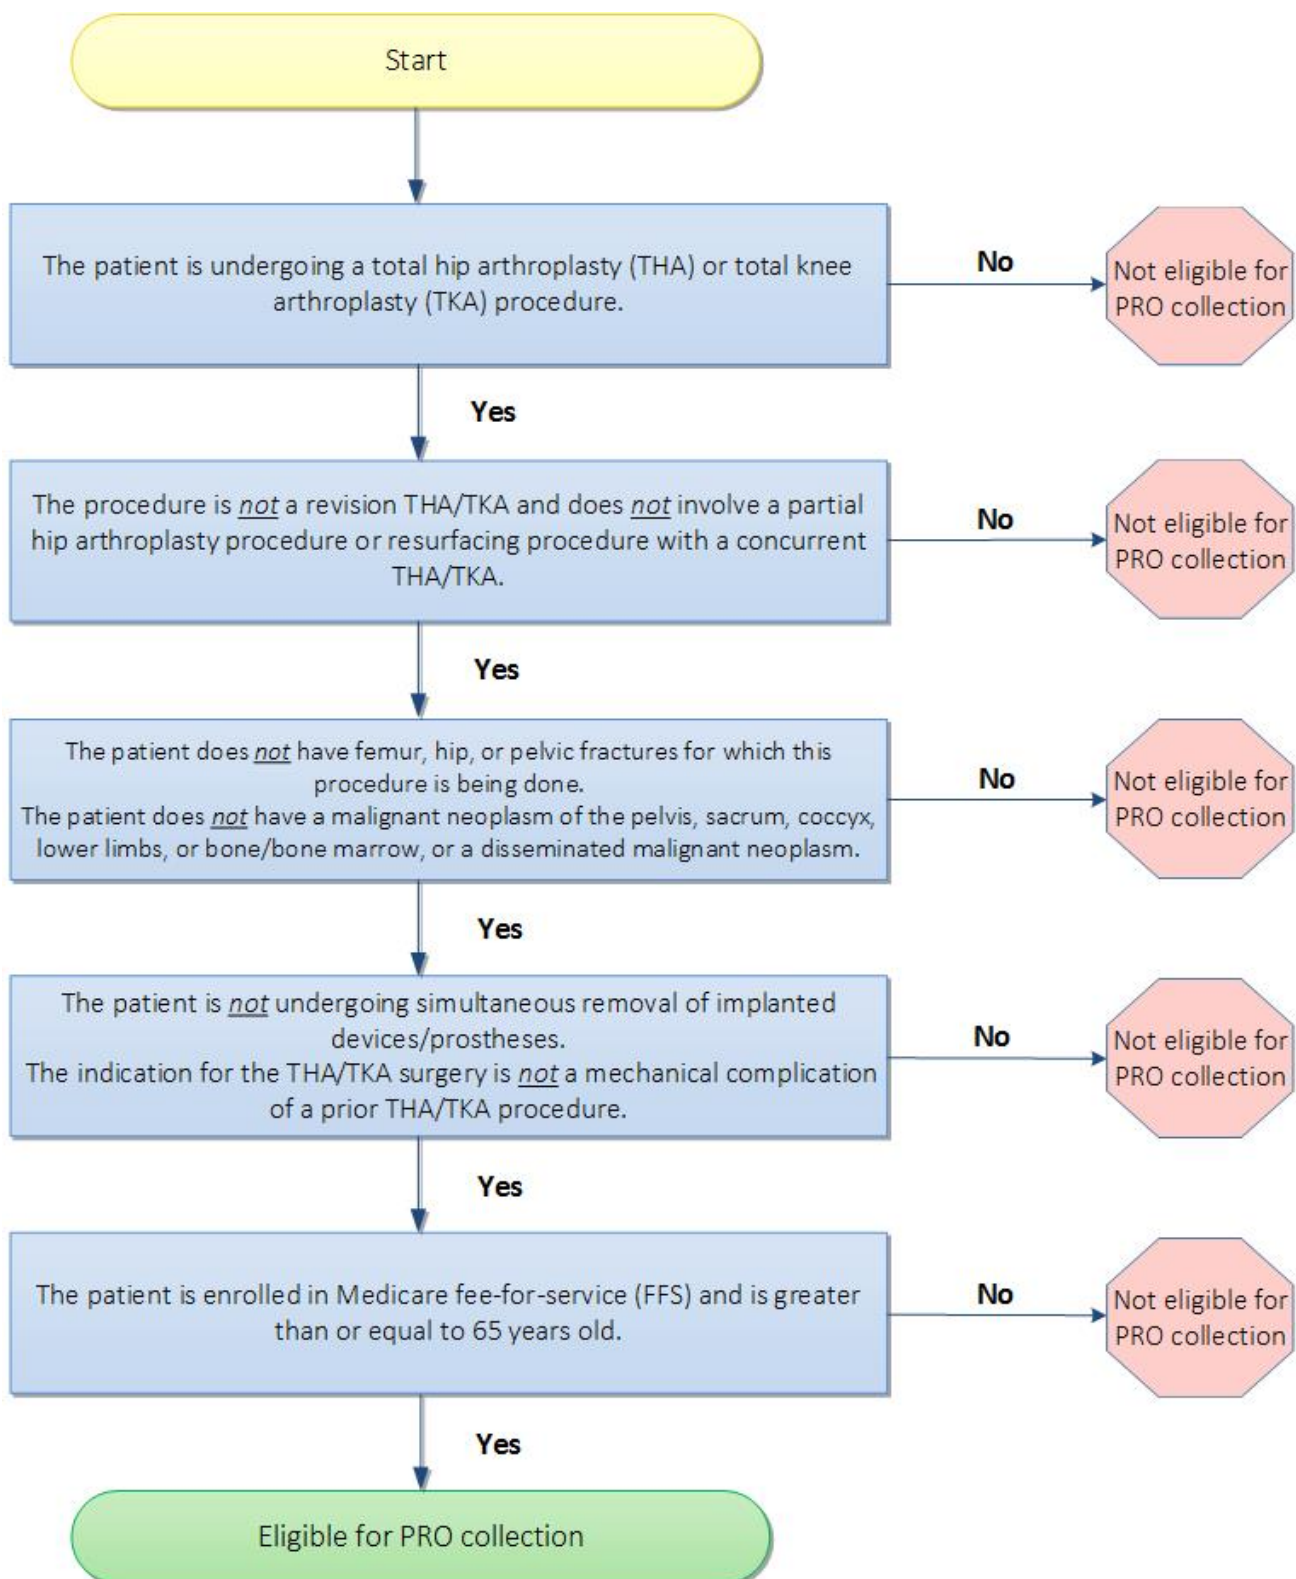 Start
The patient is undergoing a total hip arthroplasty (THA) or total knee
arthroplasty (TKA) procedure.
No
Not eligible for
PRO collection
Yes
The procedure is not a revision THA/TKA and does not involve a partial
hip arthroplasty procedure or resurfacing procedure with a concurrent
THA/TKA.
No
Not eligible for
PRO collection
Yes
The patient does not have femur, hip, or pelvic fractures for which this
procedure is being done.
The patient does not have a malignant neoplasm of the pelvis, sacrum, coccyx,
lower limbs, or bone/bone marrow, or a disseminated malignant neoplasm.
No
Not eligible for
PRO collection
Yes
The patient is not undergoing simultaneous removal of implanted
devices/prostheses.
The indication for the THA/TKA surgery is not a mechanical complication
of a prior THA/TKA procedure.
No
Not eligible for
PRO collection
Yes
The patient is enrolled in Medicare fee-for-service (FFS) and is greater
than or equal to 65 years old.
No
Not eligible for
PRO collection
Yes
Eligible for PRO collection